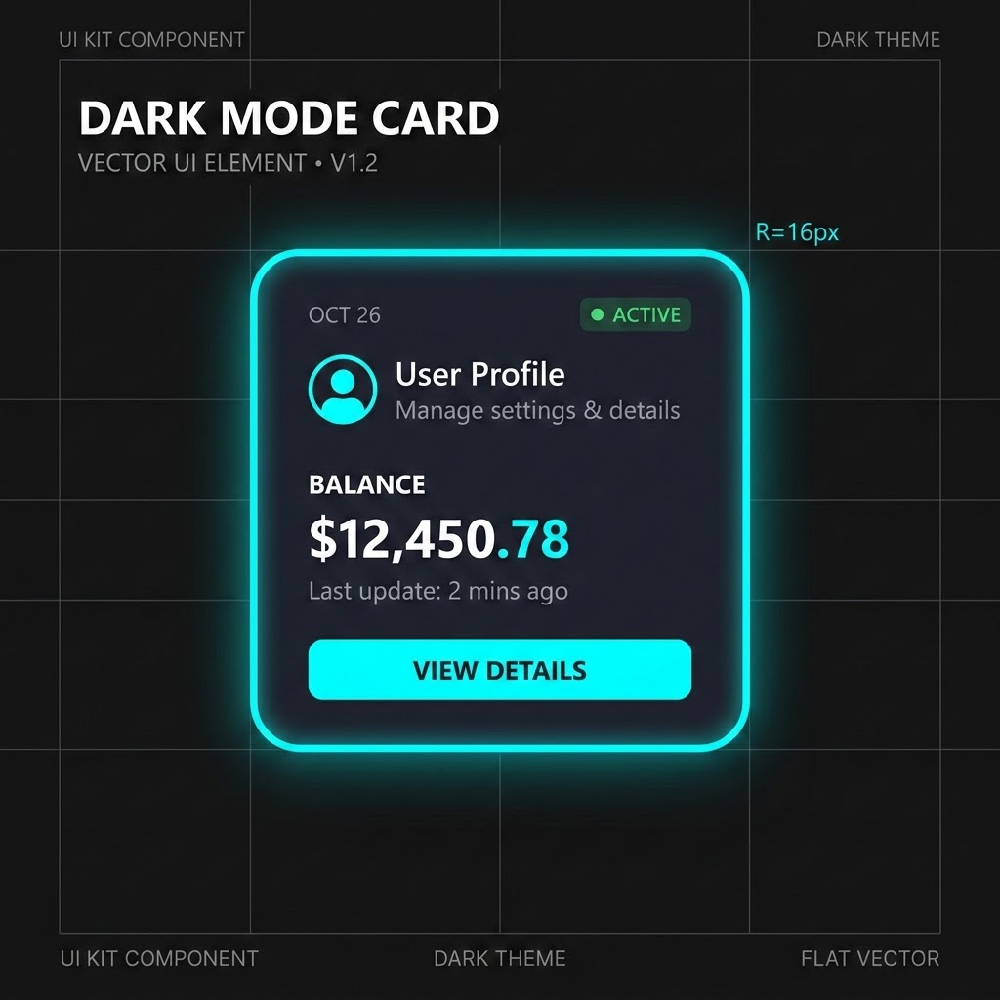 UI KIT COMPONENT
DARK THEME
DARK MODE CARD
VECTOR UI ELEMENT • V1.2
R=16px
OCT 26
ACTIVE
User Profile
Manage settings & details
BALANCE
$12,450.78
Last update: 2 mins ago
VIEW DETAILS
UI KIT COMPONENT
DARK THEME
FLAT VECTOR